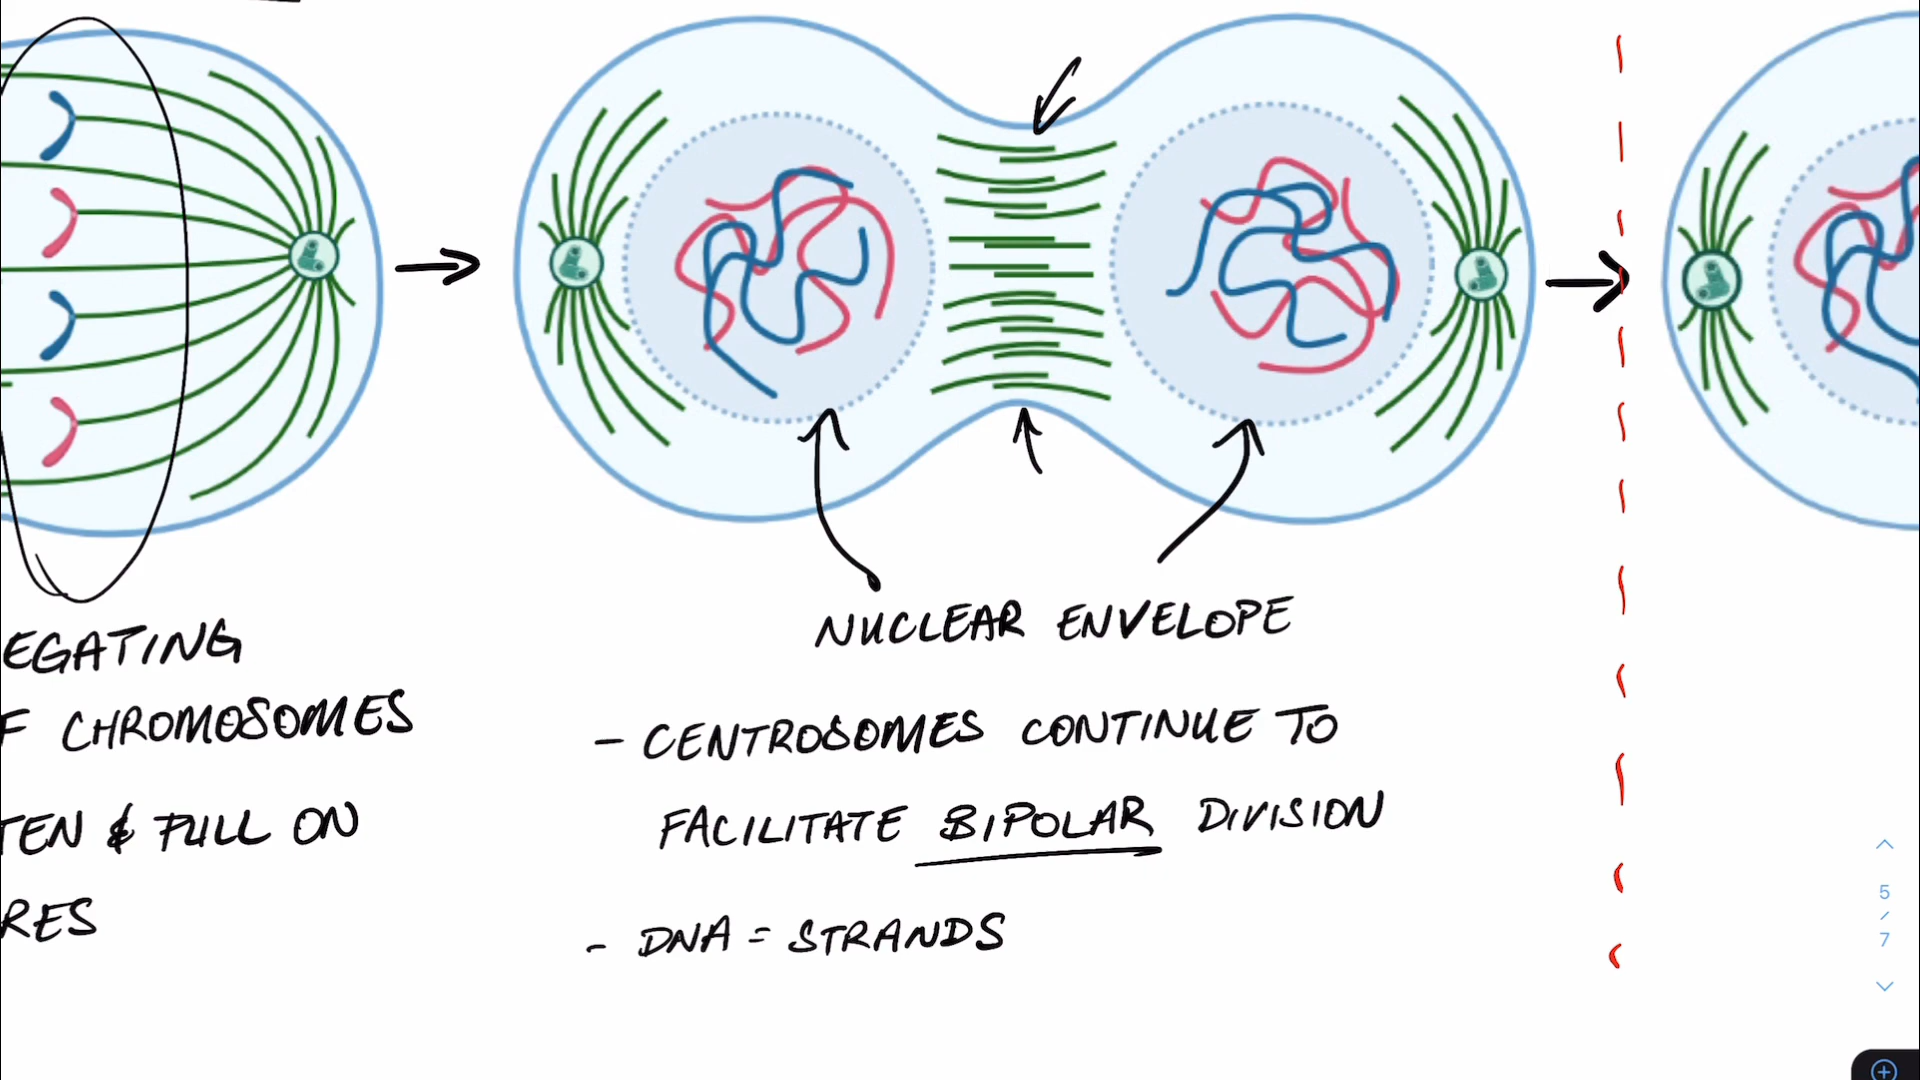 EGATING
F CHROMOSOMES
TEN & PULL ON
RES
NUCLEAR ENVELOPE
- CENTROSOMES CONTINUE TO
FACILITATE BIPOLAR DIVISION
- DNA = STRANDS
5
/
7